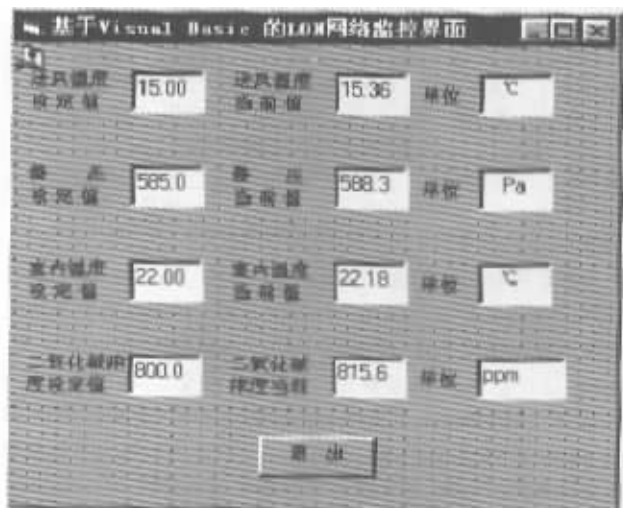 基于Visual Basic 的LON网络监控界面
送风温度
设定值
15.00
送风温度
当前值
15.36
单位
℃
静 压
设定值
585.0
静 压
当前值
588.3
单位
Pa
室内温度
设定值
22.00
室内温度
当前值
22.18
单位
℃
二氧化碳浓
度设定值
800.0
二氧化碳
浓度当前
815.6
单位
ppm
退 出